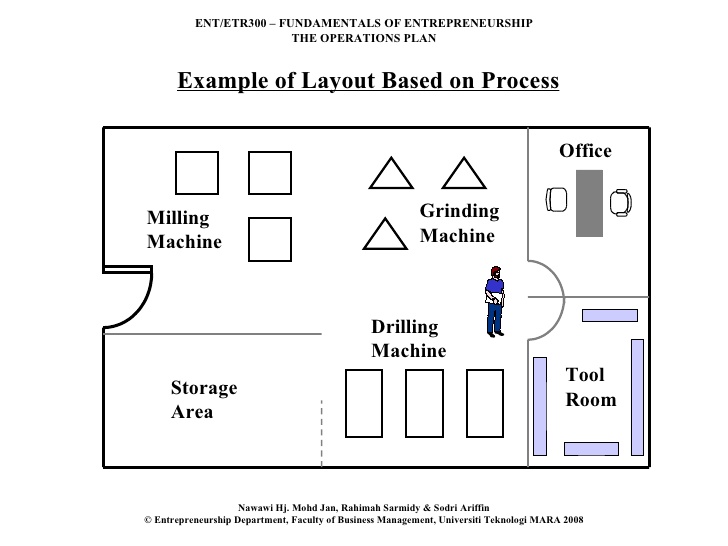 ENT/ETR300 – FUNDAMENTALS OF ENTREPRENEURSHIP
THE OPERATIONS PLAN
Example of Layout Based on Process
Office
Milling
Machine
Grinding
Machine
Drilling
Machine
Storage
Area
Tool
Room
Nawawi Hj. Mohd Jan, Rahimah Sarmidy & Sodri Ariffin
© Entrepreneurship Department, Faculty of Business Management, Universiti Teknologi MARA 2008